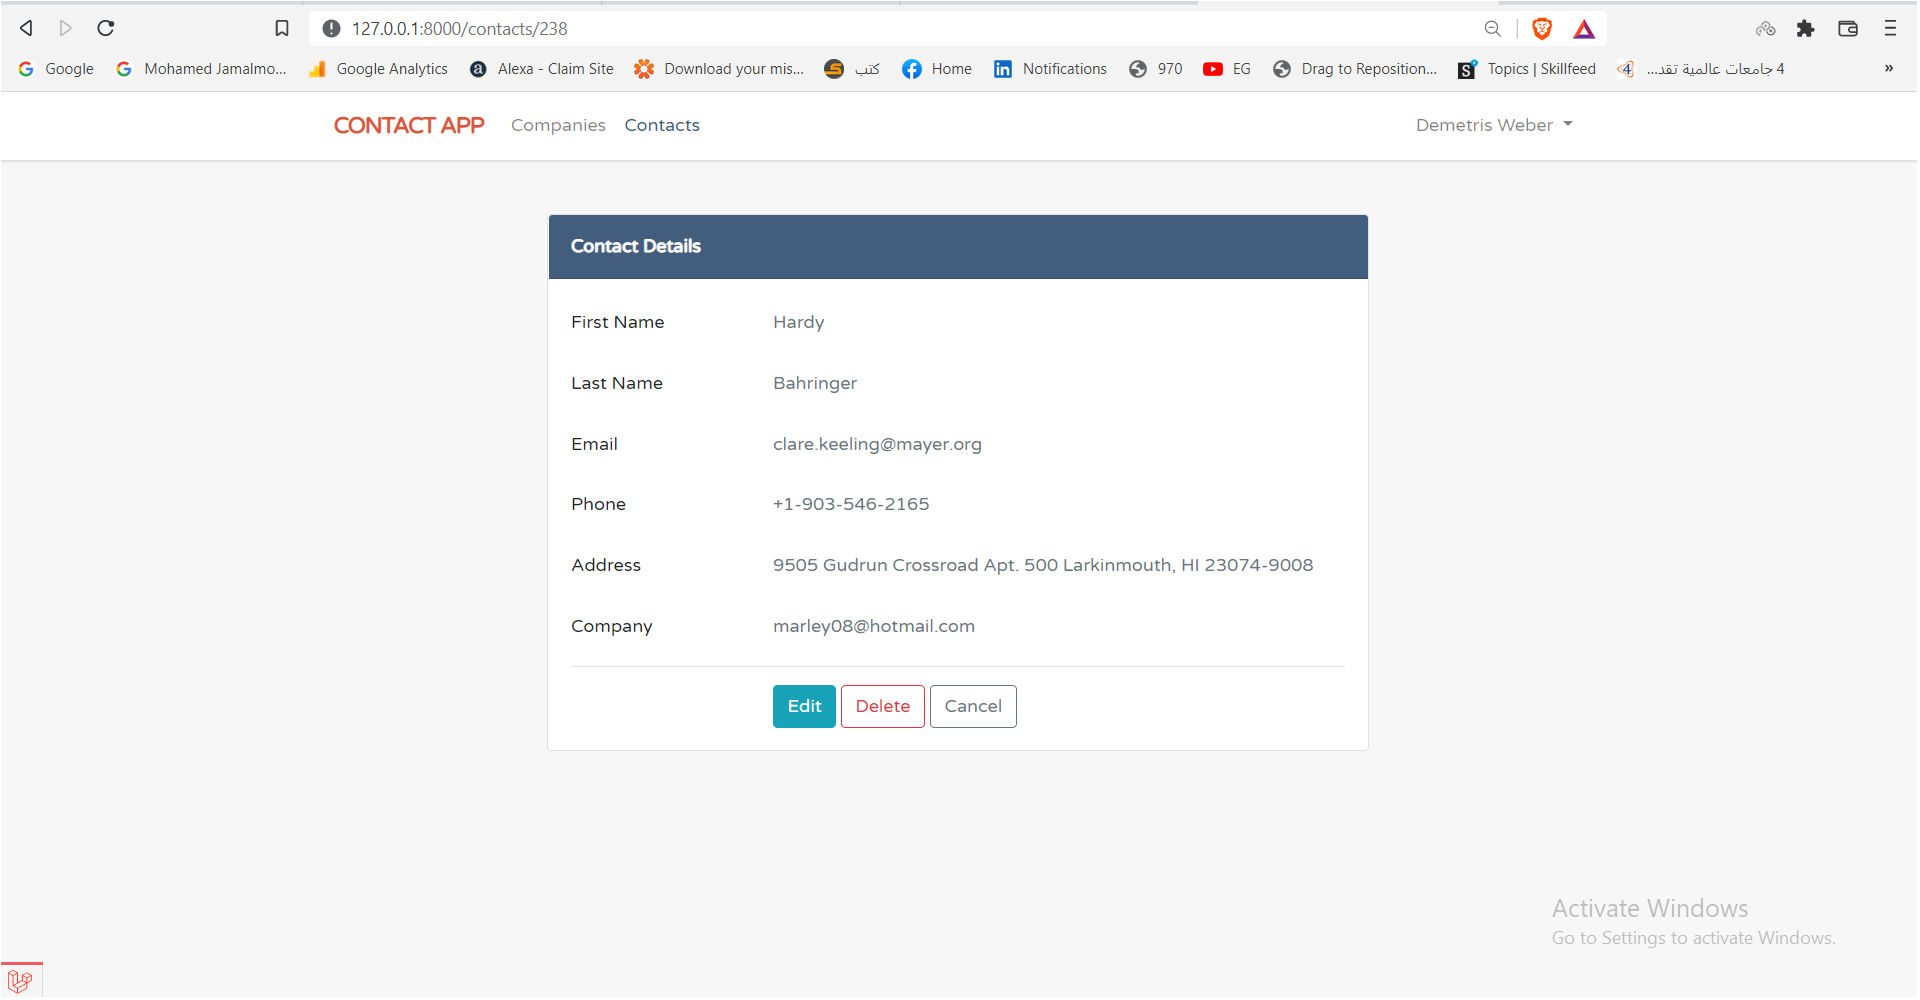 127.0.0.1:8000/contacts/238
Google Mohamed Jamalmo... Google Analytics Alexa - Claim Site Download your mis... كتب Home Notifications 970 EG Drag to Reposition... Topics | Skillfeed 4 جامعات عالمية تقد... »
CONTACT APP Companies Contacts Demetris Weber
Contact Details
First Name Hardy
Last Name Bahringer
Email clare.keeling@mayer.org
Phone +1-903-546-2165
Address 9505 Gudrun Crossroad Apt. 500 Larkinmouth, HI 23074-9008
Company marley08@hotmail.com
Edit Delete Cancel
Activate Windows
Go to Settings to activate Windows.